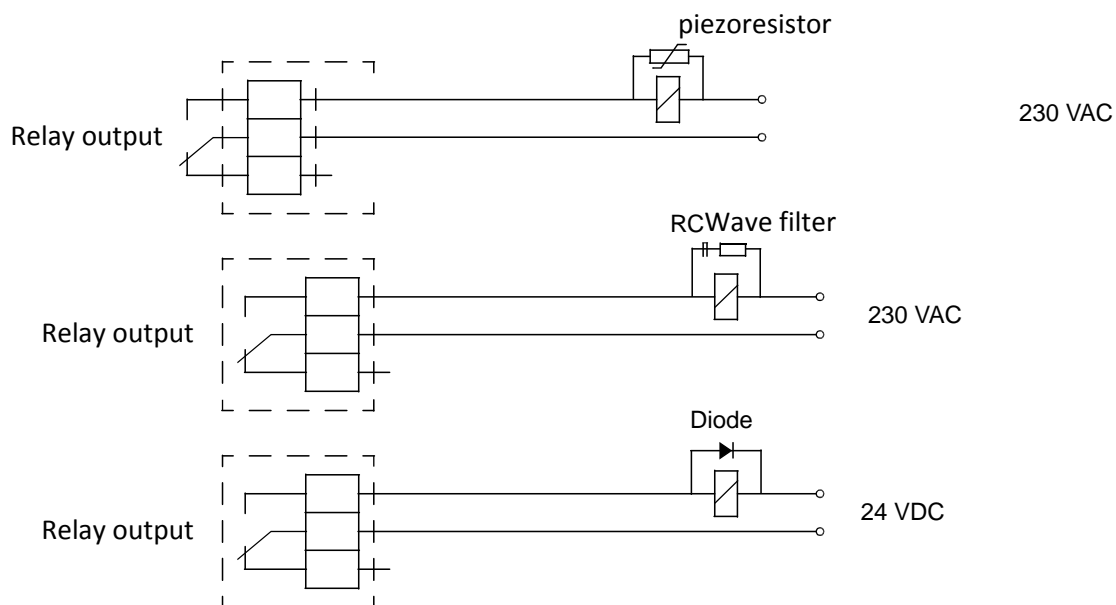 piezoresistor
Relay output
230 VAC
RCWave filter
Relay output
230 VAC
Diode
Relay output
24 VDC